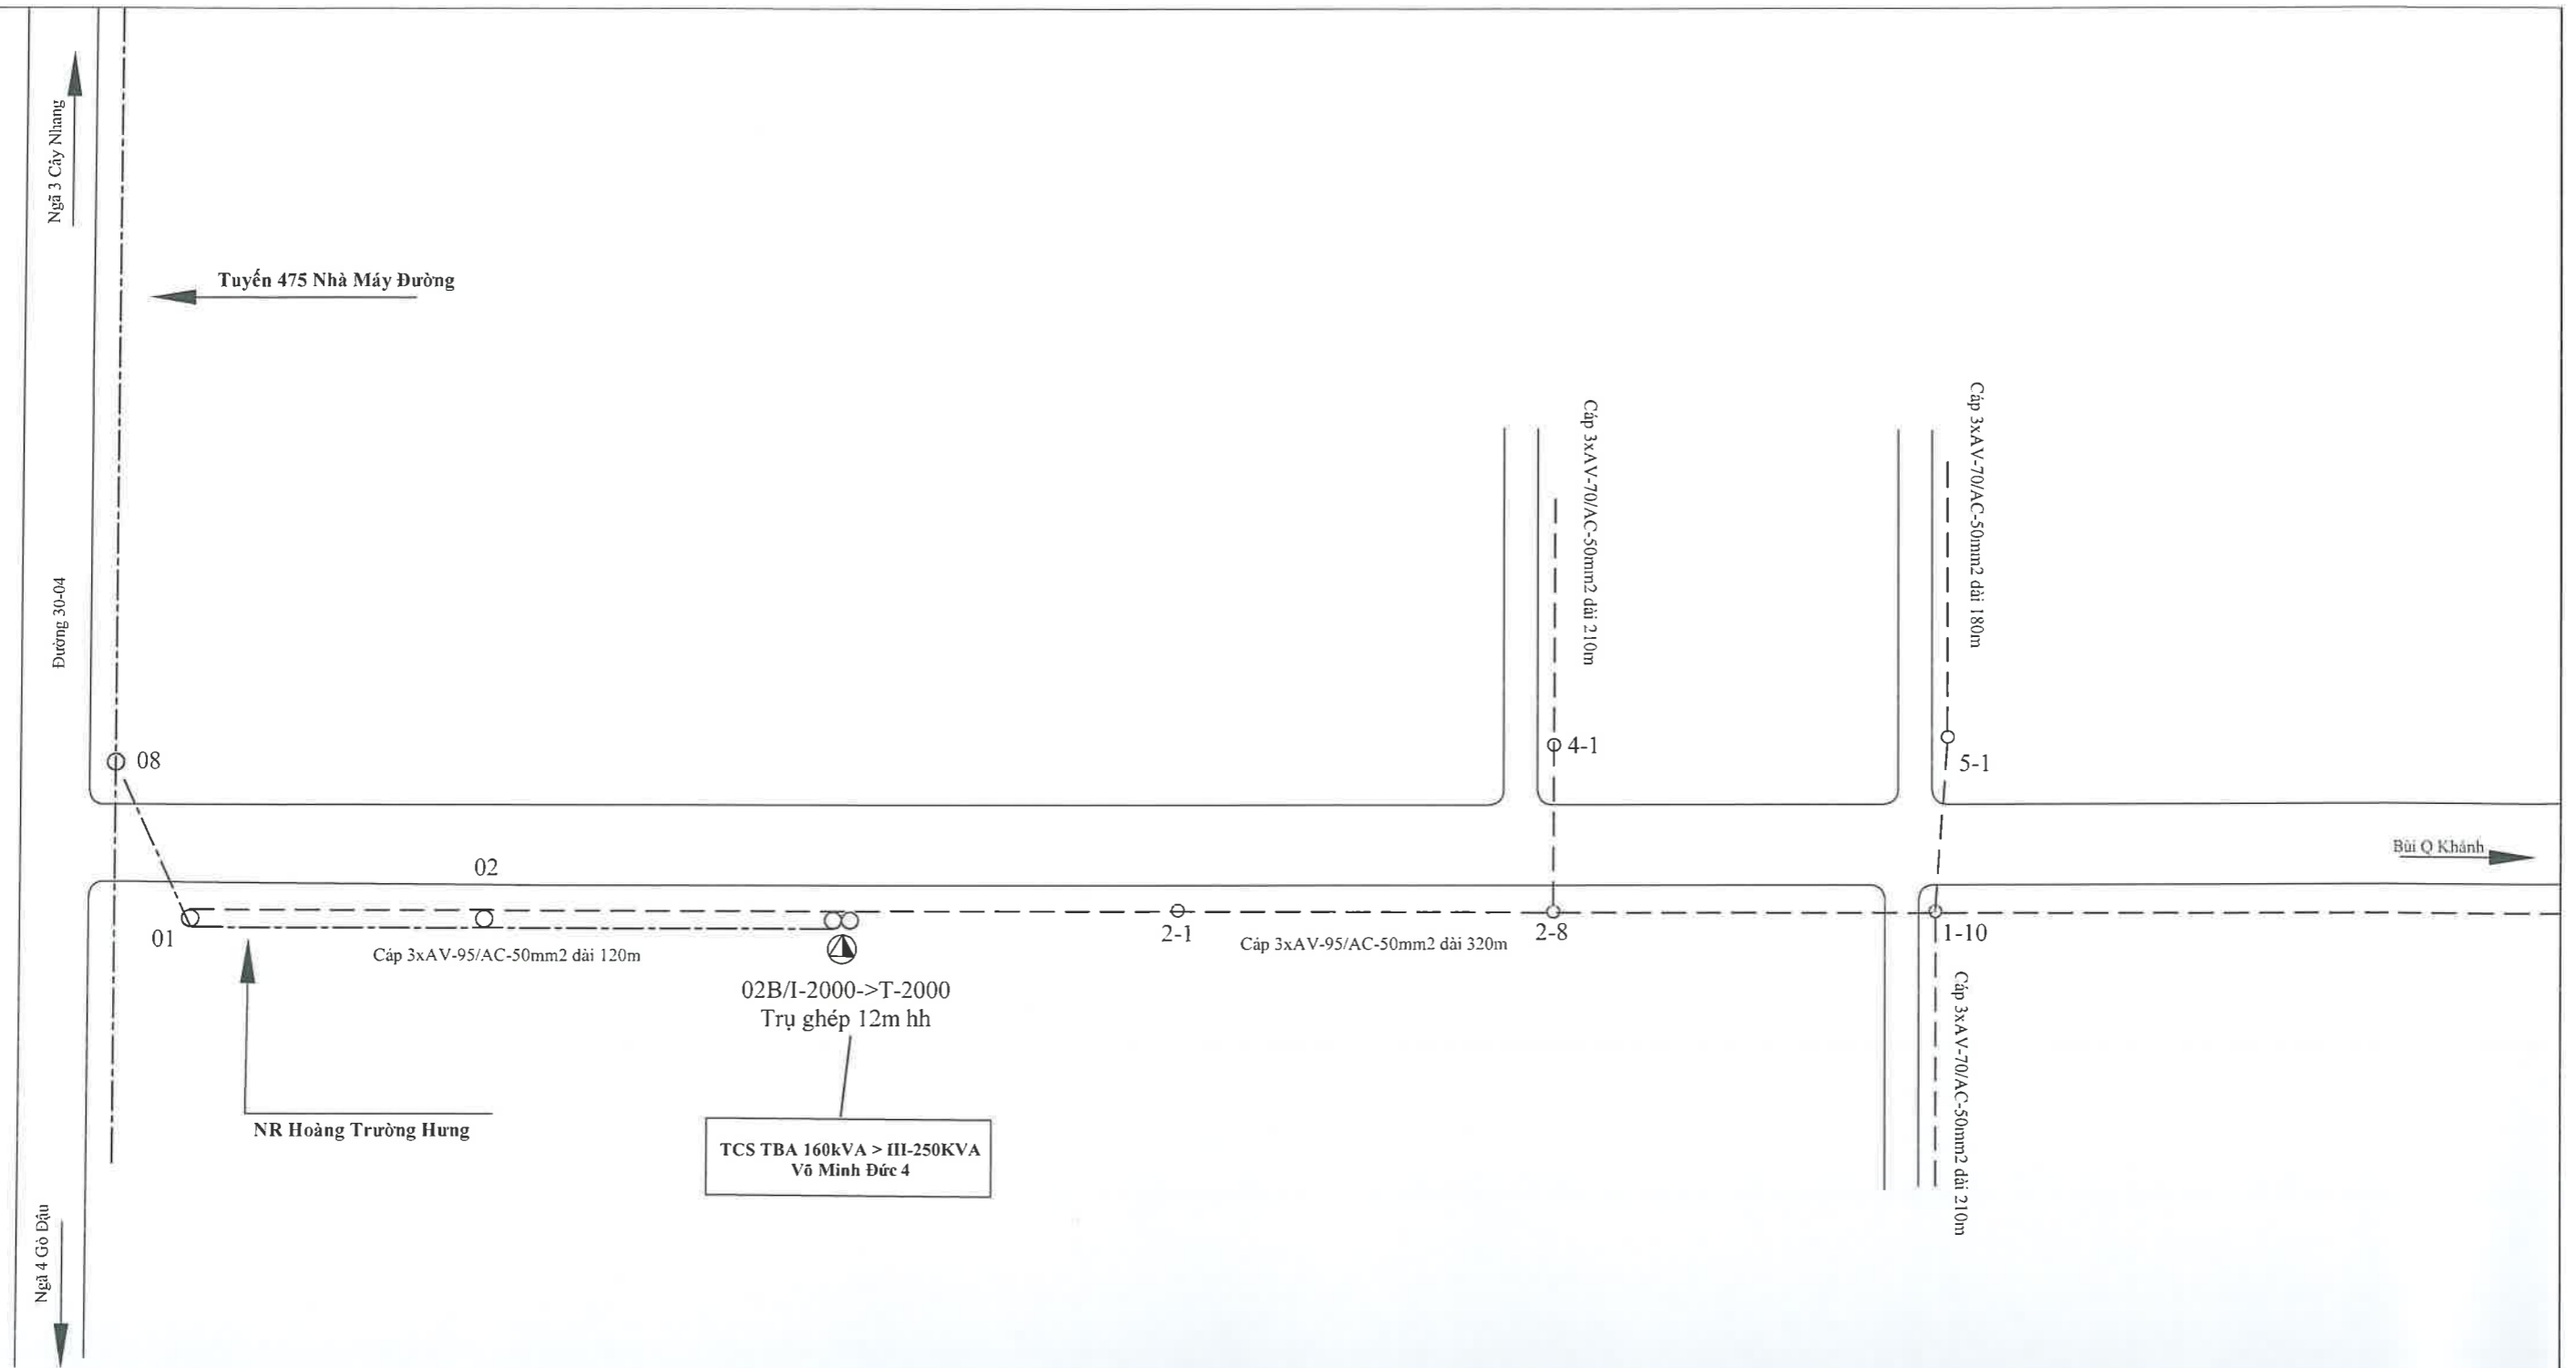 Ngã 3 Cây Nhang
Tuyến 475 Nhà Máy Đường
Cáp 3xAV-70/AC-50mm2 dài 210m
Cáp 3xAV-70/AC-50mm2 dài 180m
Đường 30-04
08
4-1
5-1
02
Bùi Q Khánh
01
Cáp 3xAV-95/AC-50mm2 dài 120m
2-1
Cáp 3xAV-95/AC-50mm2 dài 320m
2-8
1-10
02B/I-2000->T-2000
Trụ ghép 12m hh
Cáp 3xAV-70/AC-50mm2 dài 210m
NR Hoàng Trường Hưng
TCS TBA 160kVA > III-250KVA
Võ Minh Đức 4
Ngã 4 Gò Đậu